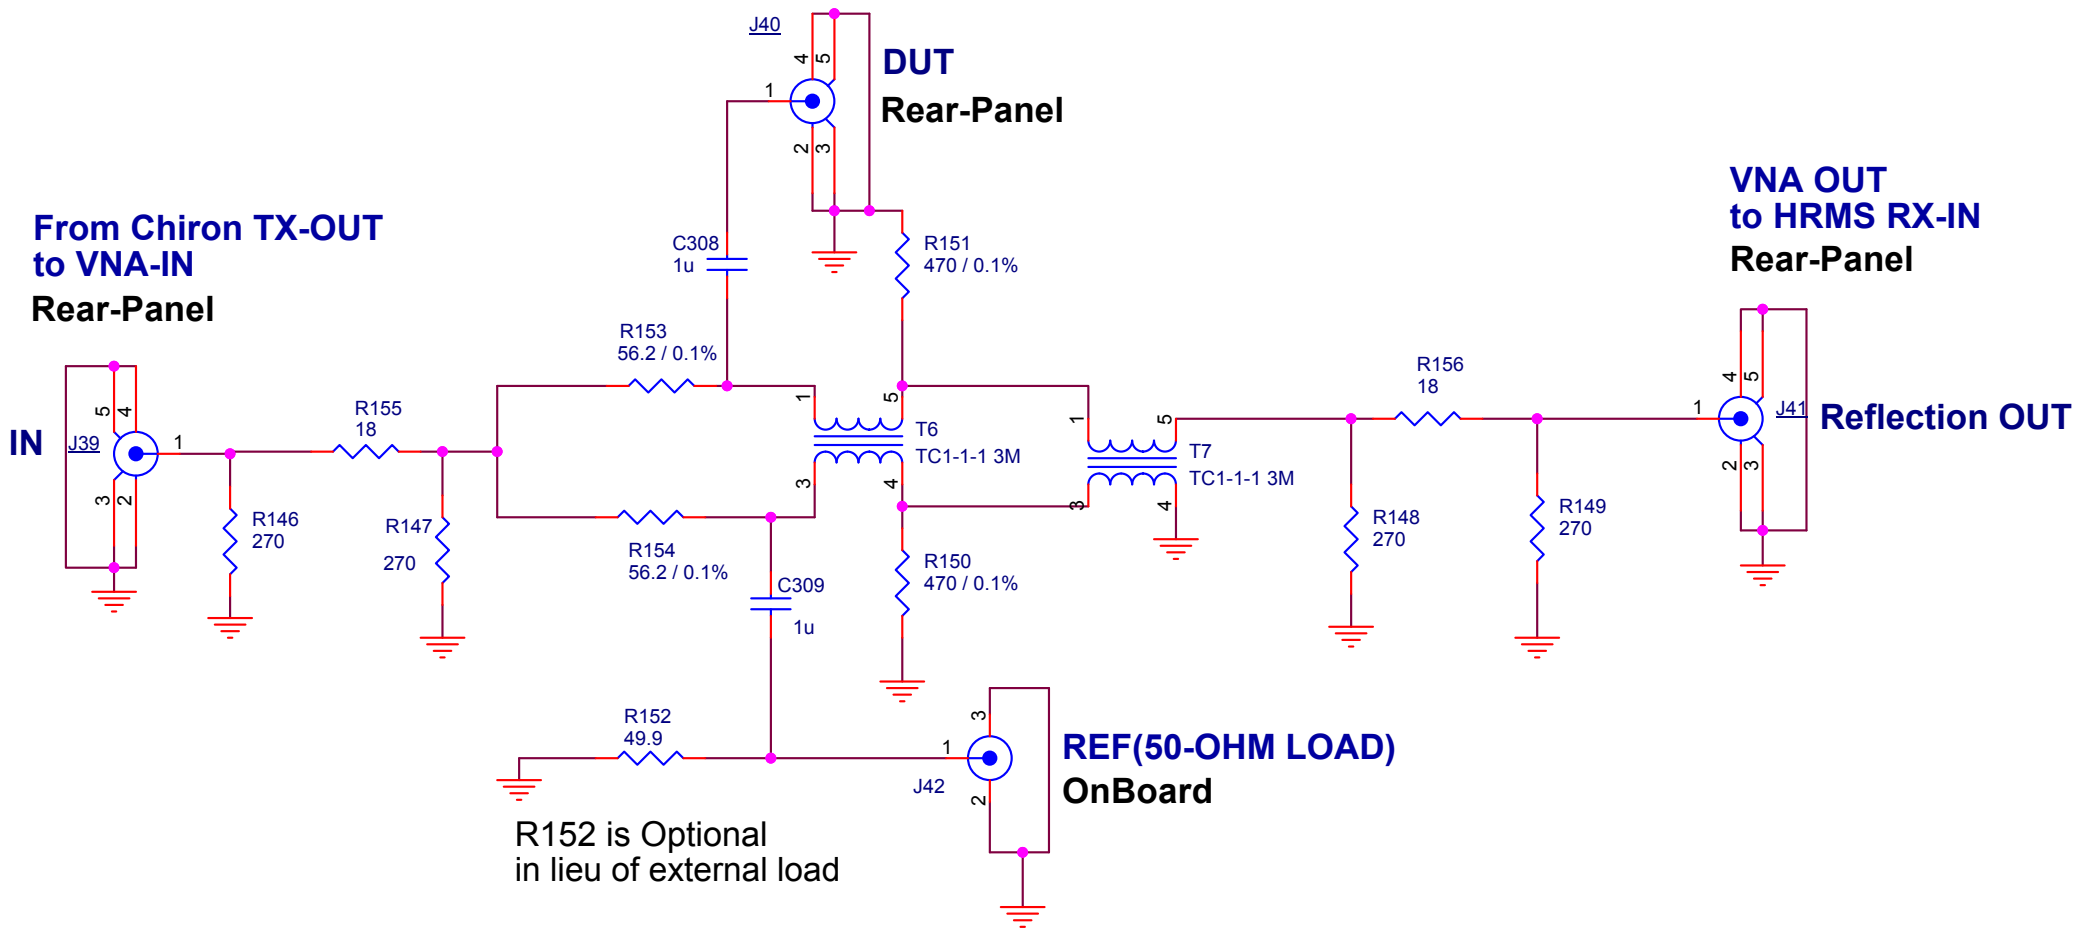 J40
4
5
DUT
1
Rear-Panel
2
3
VNA OUT
to HRMS RX-IN
Rear-Panel
From Chiron TX-OUT
to VNA-IN
Rear-Panel
C308
1u
R151
470 / 0.1%
R153
56.2 / 0.1%
R156
18
4
5
1
J41
Reflection OUT
2
3
5
4
R155
18
IN
J39
1
3
2
1
5
T6
TC1-1-1 3M
3
4
1
5
T7
TC1-1-1 3M
3
4
R146
270
R147
270
R154
56.2 / 0.1%
R150
470 / 0.1%
R148
270
R149
270
C309
1u
R152
49.9
3
1
J42
2
REF(50-OHM LOAD)
OnBoard
R152 is Optional
in lieu of external load